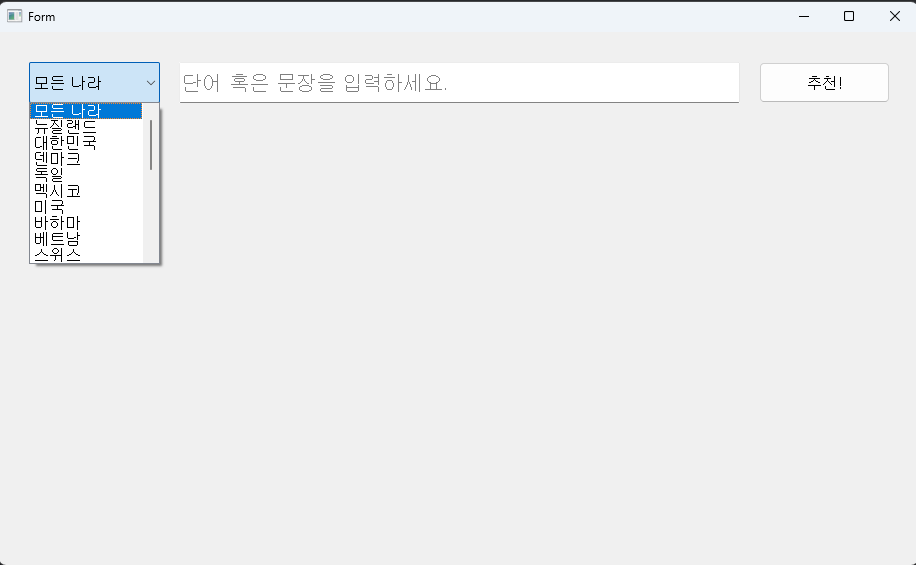 Form
모든 나라
단어 혹은 문장을 입력하세요.
추천!
모든 나라
뉴질랜드
대한민국
덴마크
독일
멕시코
미국
바하마
베트남
스위스